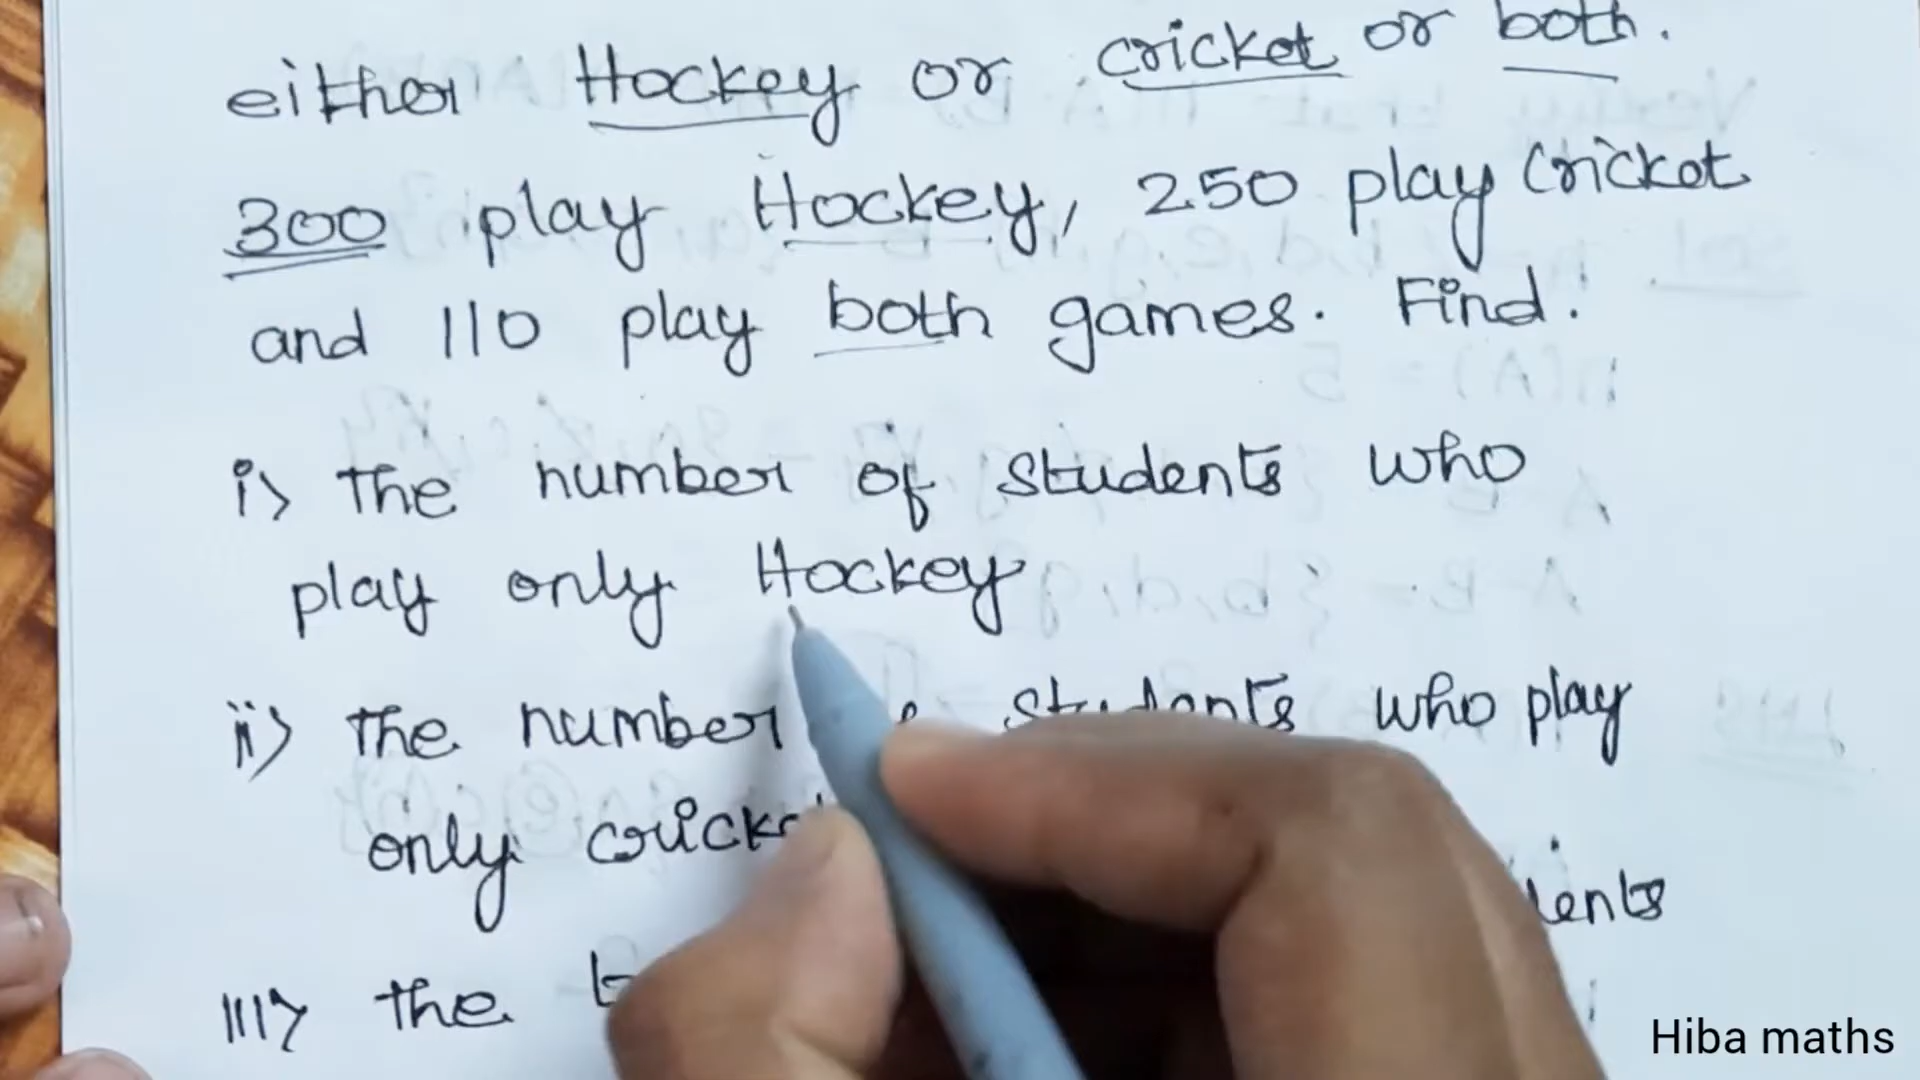 either Hockey or cricket or both.
300 play Hockey, 250 play Cricket
and 110 play both games. Find.
i> The number of students who
play only Hockey
ii> The number students who play
only
ents
iii> the
Hiba maths